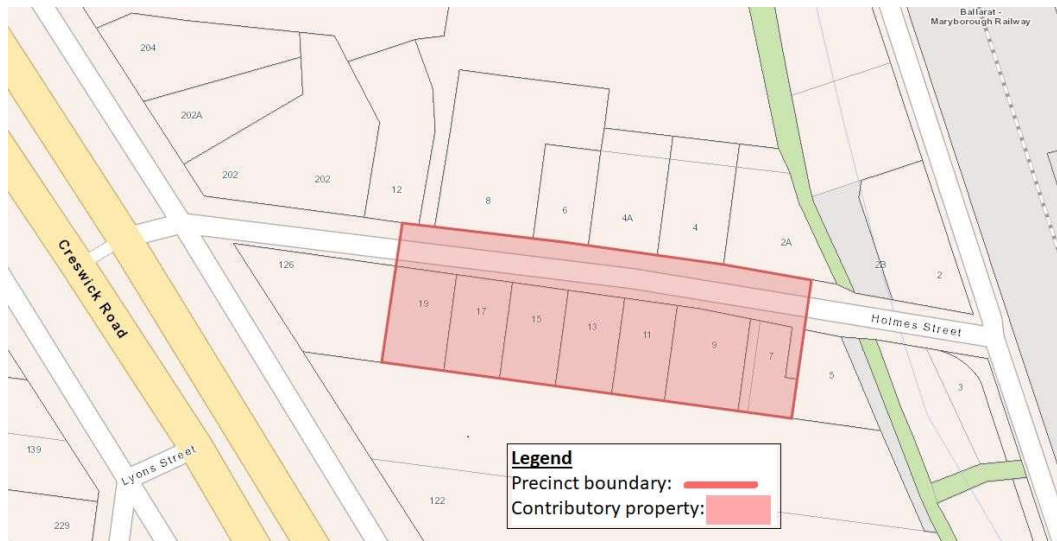 Ballarat -
Maryborough Railway
204
202A
202
202
12
8
6
4A
4
2A
2B
2
126
Creswick Road
19
17
15
13
11
9
7
5
3
Holmes Street
139
Lyons Street
122
229
Legend
Precinct boundary:
Contributory property: